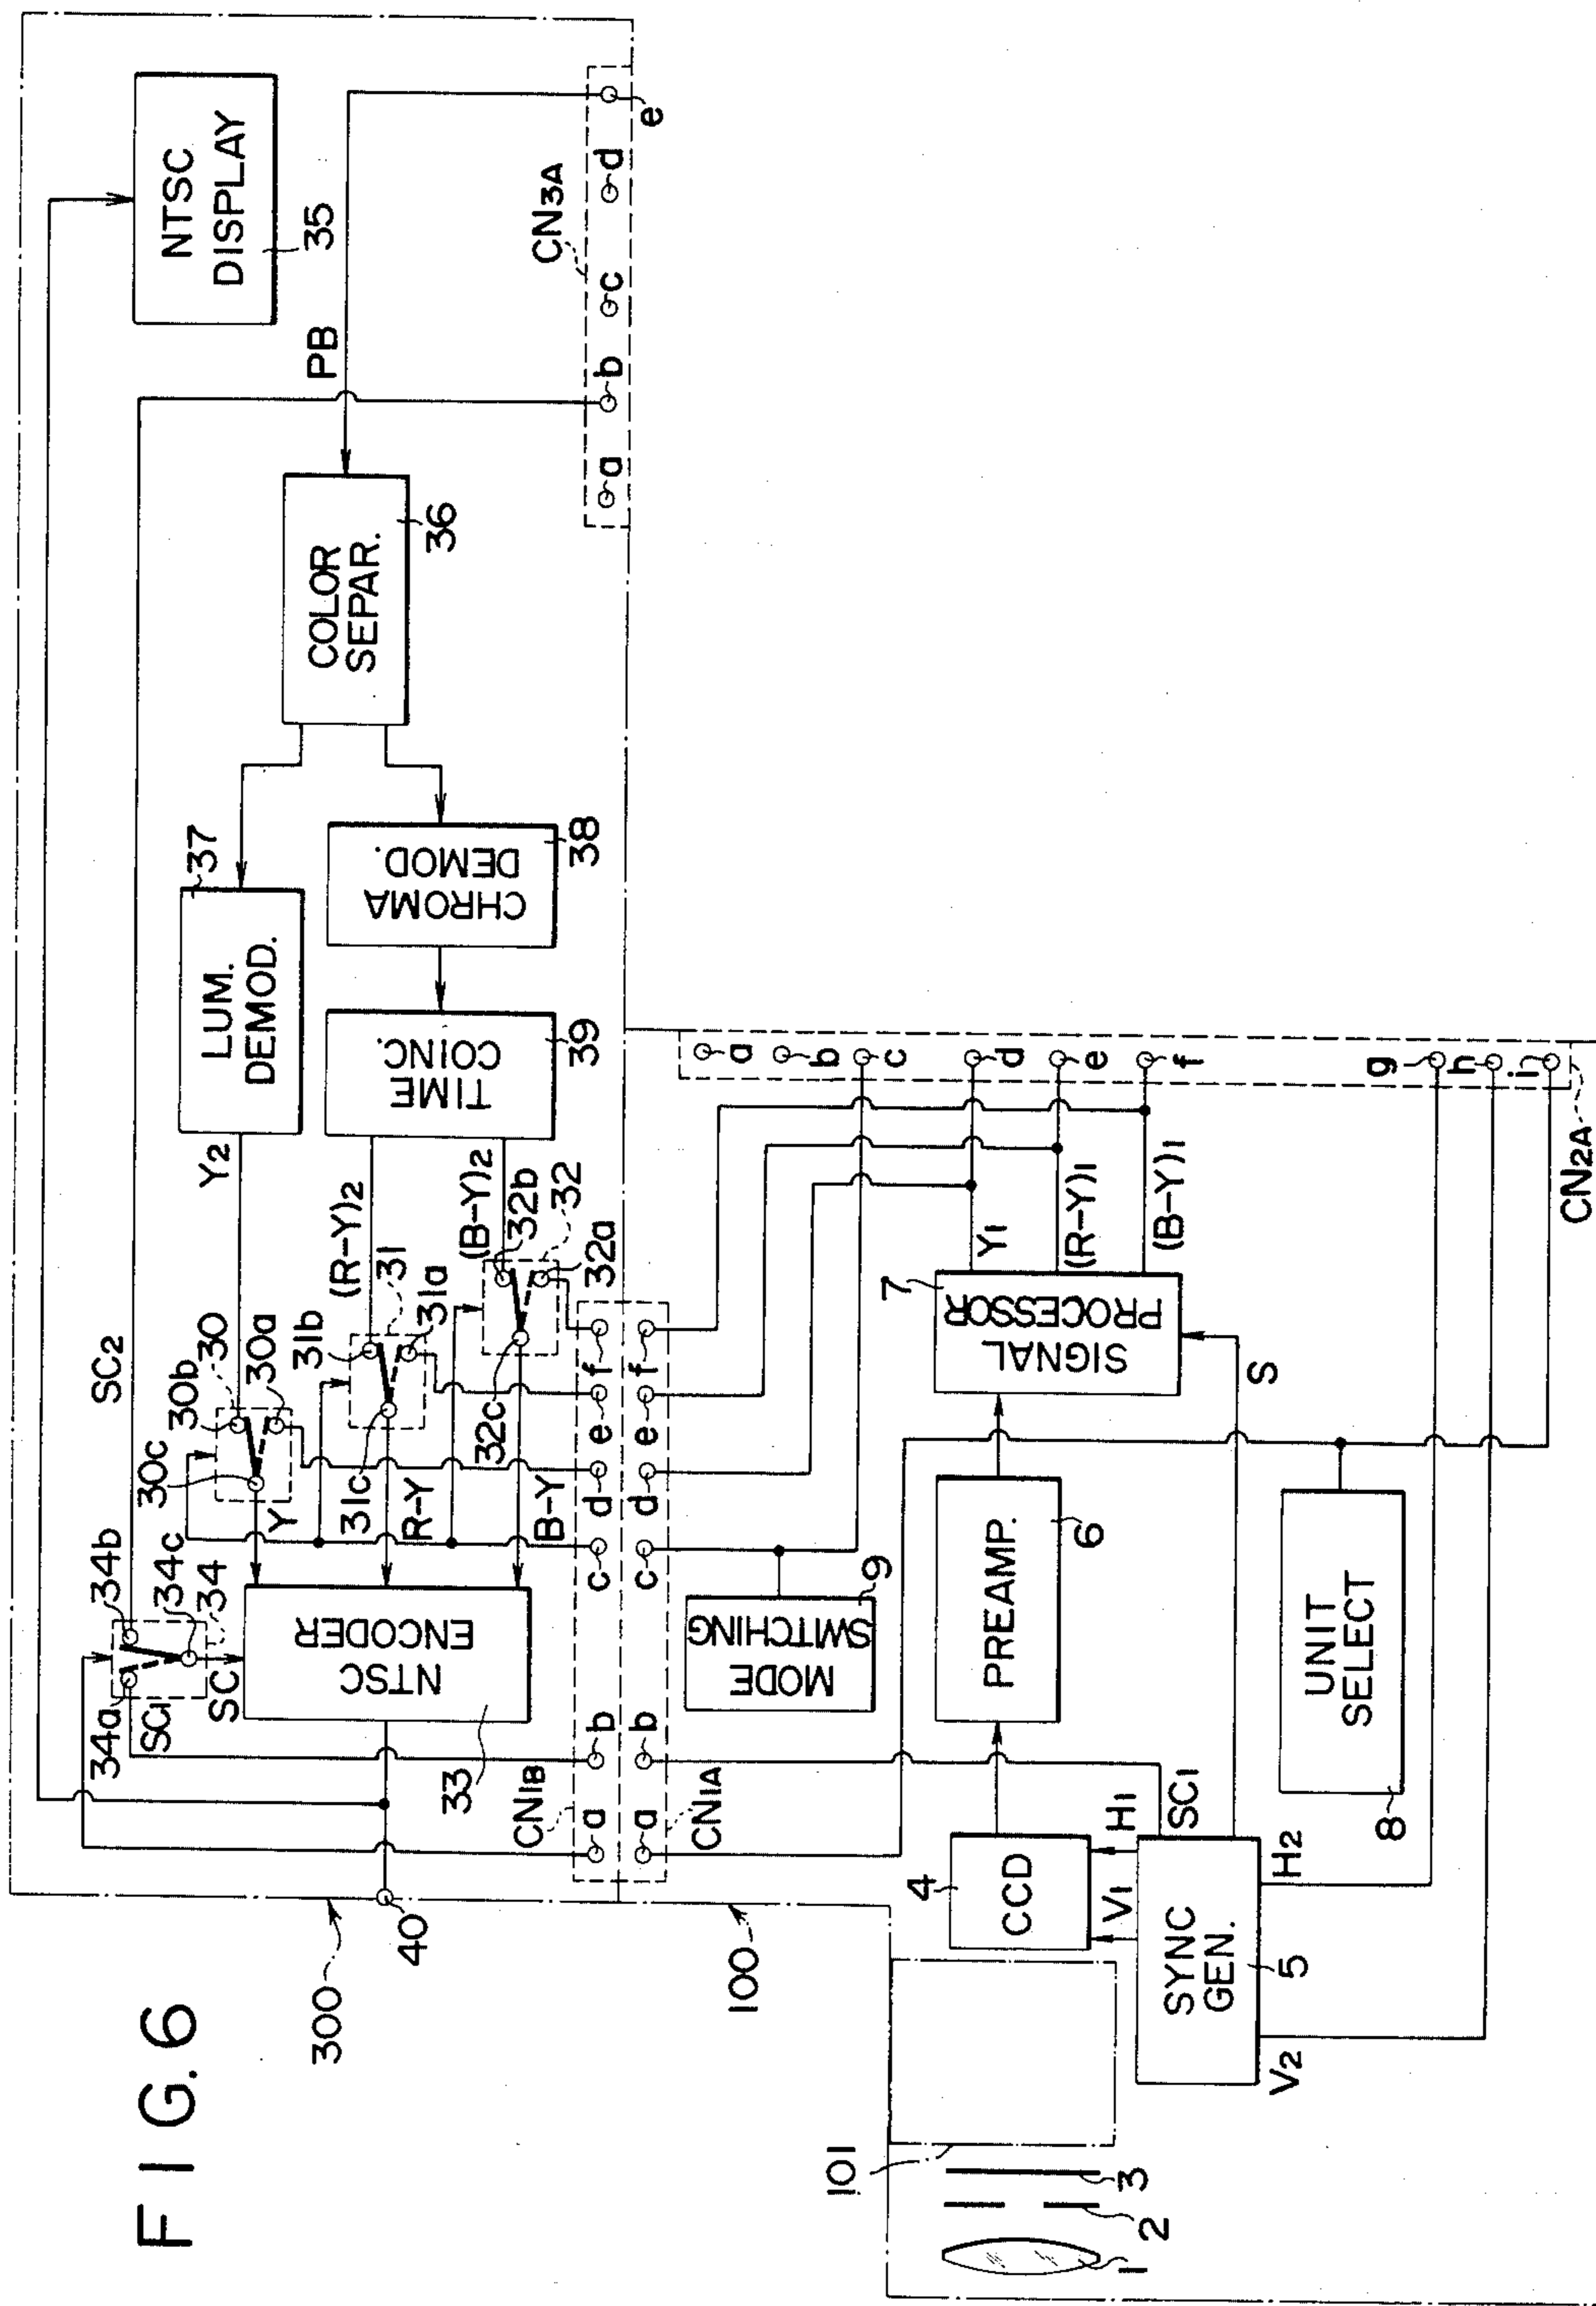 FIG. 6
300
40
100
101
1
2
3
NTSC
DISPLAY
35
PB
CN3A
a
b
c
d
e
COLOR
SEPAR.
36
LUM.
DEMOD.
37
CHROMA
DEMOD.
38
TIME
COINC.
39
Y2
(R-Y)2
(B-Y)2
SC2
30
30a
30b
30c
31
31a
31b
31c
32
32a
32b
32c
34
34a
34b
34c
SC1
SC
Y
R-Y
B-Y
NTSC
ENCODER
33
CN1B
a
b
c
d
e
f
CN1A
a
b
c
d
e
f
MODE
SWITCHING
9
CCD
4
PREAMP.
6
SIGNAL
PROCESSOR
7
Y1
(R-Y)1
(B-Y)1
S
SYNC
GEN.
5
V1
H1
SC1
H2
V2
UNIT
SELECT
8
CN2A
a
b
c
d
e
f
g
h
i